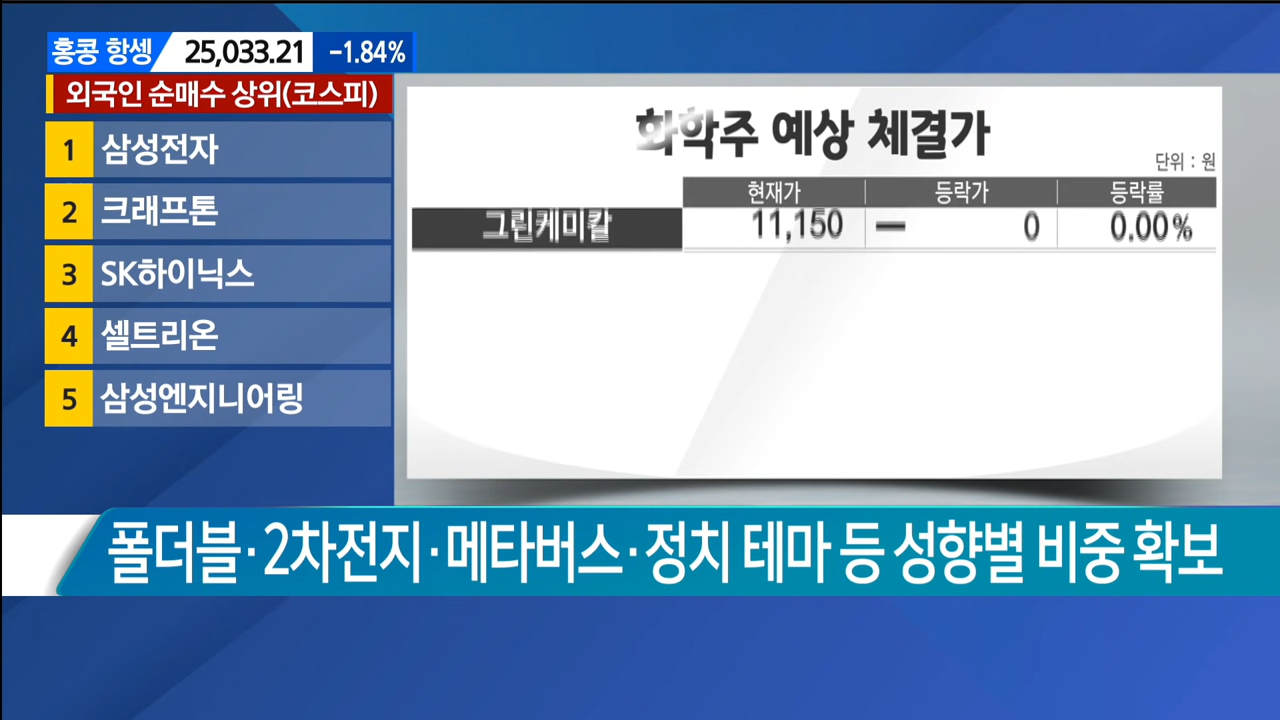 홍콩 항셍 25,033.21 -1.84%
외국인 순매수 상위(코스피)
1 삼성전자
2 크래프톤
3 SK하이닉스
4 셀트리온
5 삼성엔지니어링
화학주 예상 체결가
단위 : 원
현재가 등락가 등락률
그린케미칼 11,150 — 0 0.00%
폴더블·2차전지·메타버스·정치 테마 등 성향별 비중 확보